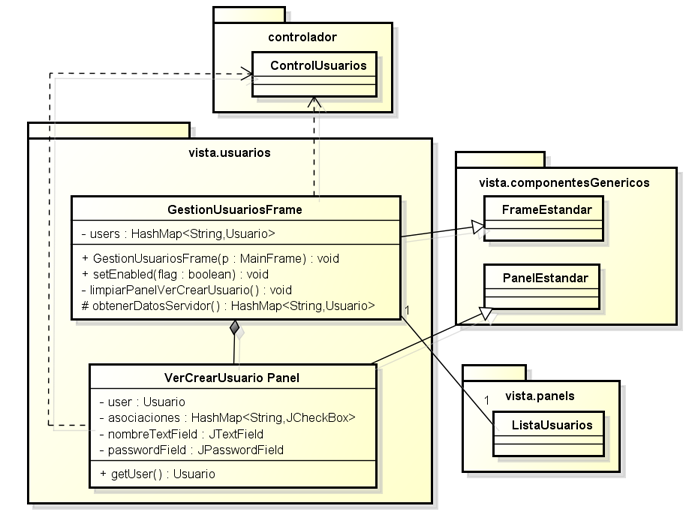 controlador
ControlUsuarios
vista.usuarios
GestionUsuariosFrame
- users : HashMap<String,Usuario>
+ GestionUsuariosFrame(p : MainFrame) : void
+ setEnabled(flag : boolean) : void
- limpiarPanelVerCrearUsuario() : void
# obtenerDatosServidor() : HashMap<String,Usuario>
VerCrearUsuario Panel
- user : Usuario
- asociaciones : HashMap<String,JCheckBox>
- nombreTextField : JTextField
- passwordField : JPasswordField
+ getUser() : Usuario
vista.componentesGenericos
FrameEstandar
PanelEstandar
1
1
vista.panels
ListaUsuarios